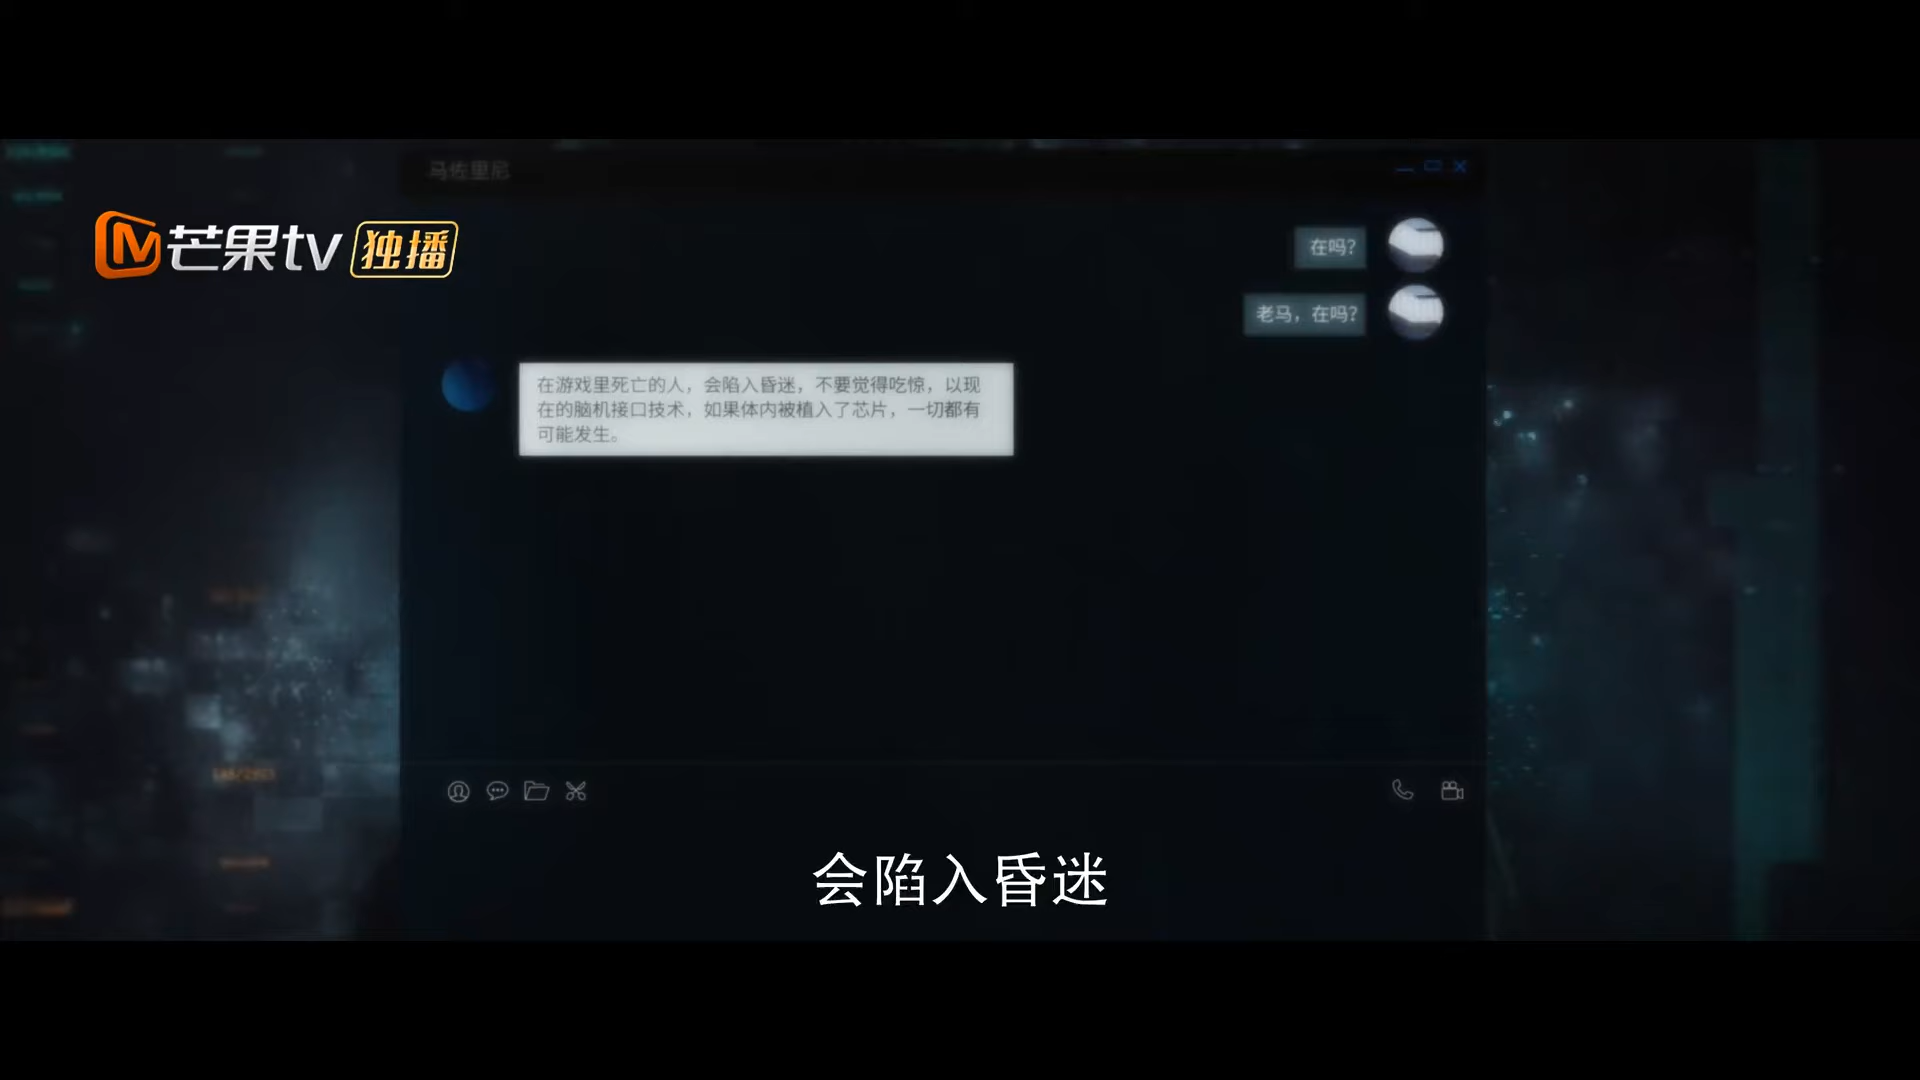 马佐里尼
芒果tv 独播
在吗?
老马，在吗?
在游戏里死亡的人，会陷入昏迷，不要觉得吃惊，以现
在的脑机接口技术，如果体内被植入了芯片，一切都有
可能发生。
会陷入昏迷